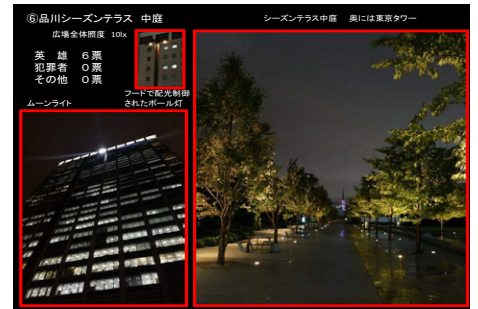 ⑥品川シーズンテラス 中庭
広場全体照度 10lx
英 雄 6票
犯罪者 0票
その他 0票
フードで配光制御
されたポール灯
ムーンライト
シーズンテラス中庭 奥には東京タワー